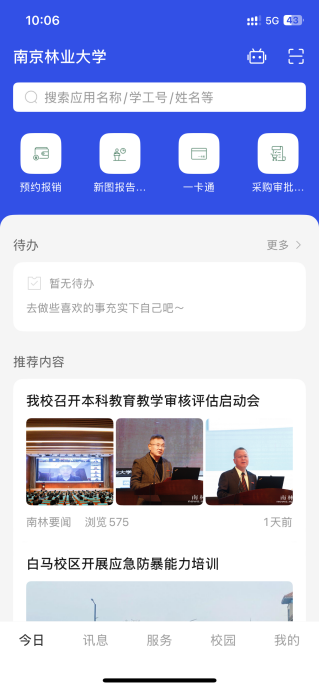 10:06
5G
43
南京林业大学
搜索应用名称/学工号/姓名等
预约报销
新图报告...
一卡通
采购审批...
待办
更多
暂无待办
去做些喜欢的事充实下自己吧～
推荐内容
我校召开本科教育教学审核评估启动会
南林要闻 浏览575
1天前
白马校区开展应急防暴能力培训
今日
讯息
服务
校园
我的